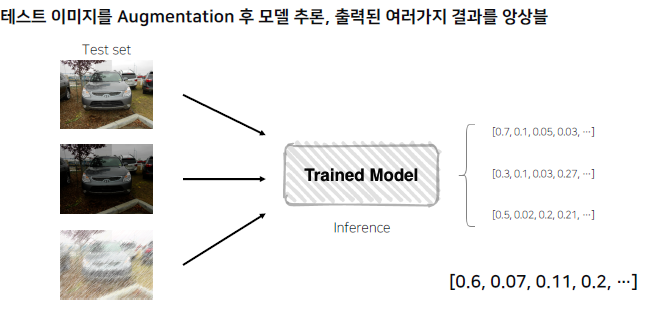 테스트 이미지를 Augmentation 후 모델 추론, 출력된 여러가지 결과를 앙상블
Test set
Trained Model
Inference
[0.7, 0.1, 0.05, 0.03, ⋯]
[0.3, 0.1, 0.03, 0.27, ⋯]
[0.5, 0.02, 0.2, 0.21, ⋯]
[0.6, 0.07, 0.11, 0.2, ⋯]